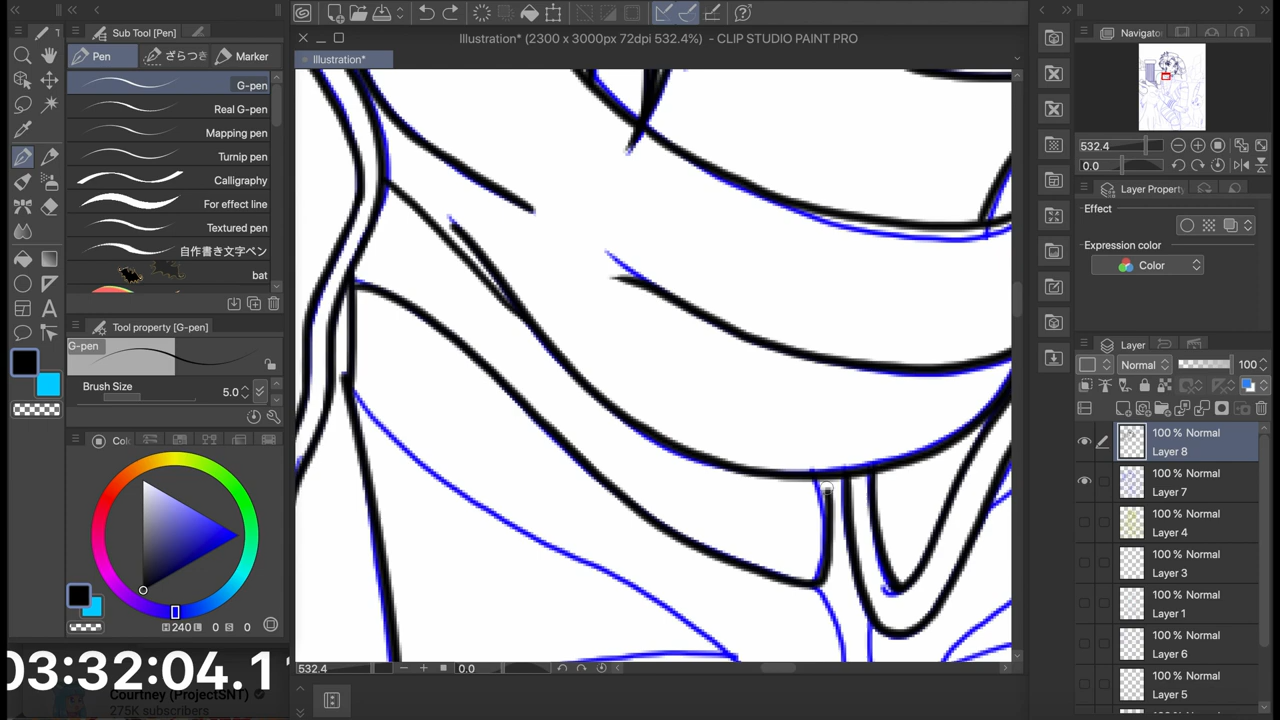 Illustration* (2300 x 3000px 72dpi 532.4%) - CLIP STUDIO PAINT PRO
Illustration*
Sub Tool [Pen]
Pen
ざらつき
Marker
G-pen
Real G-pen
Mapping pen
Turnip pen
Calligraphy
For effect line
Textured pen
自作書き文字ペン
bat
Tool property [G-pen]
G-pen
Brush Size
5.0
Co
H 240 L 0 S 0
03:32:04.1
Courtney (ProjectSNT)
275K subscribers
532.4
0.0
Navigato
532.4
0.0
Layer Propert
Effect
Expression color
Color
Layer
Normal
100
100 % Normal
Layer 8
100 % Normal
Layer 7
100 % Normal
Layer 4
100 % Normal
Layer 3
100 % Normal
Layer 1
100 % Normal
Layer 6
100 % Normal
Layer 5